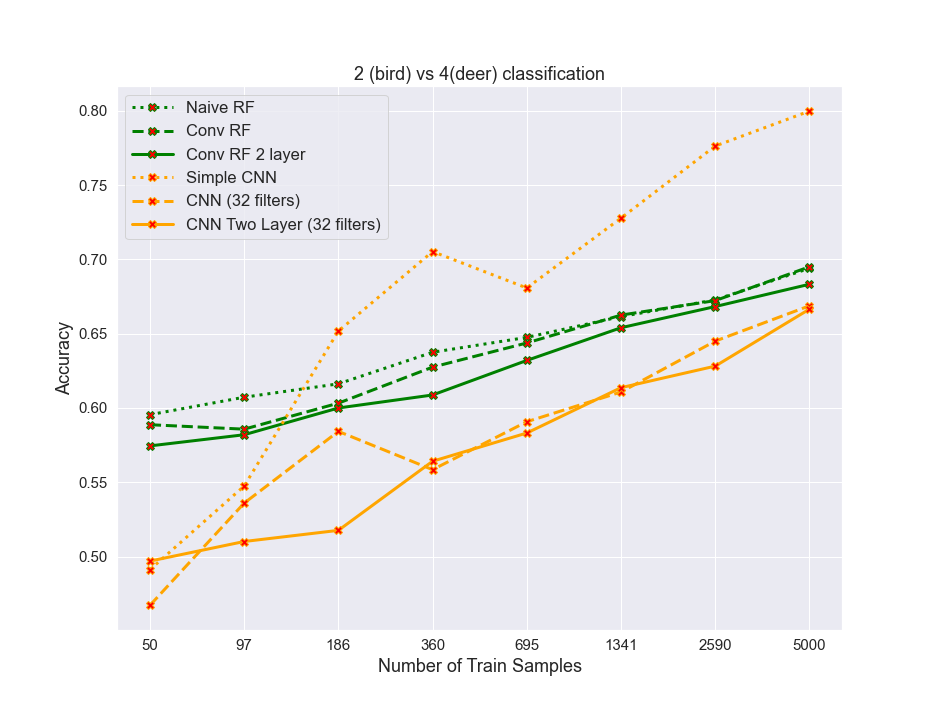 2 (bird) vs 4(deer) classification
Naive RF
Conv RF
Conv RF 2 layer
Simple CNN
CNN (32 filters)
CNN Two Layer (32 filters)
Accuracy
0.80
0.75
0.70
0.65
0.60
0.55
0.50
50 97 186 360 695 1341 2590 5000
Number of Train Samples